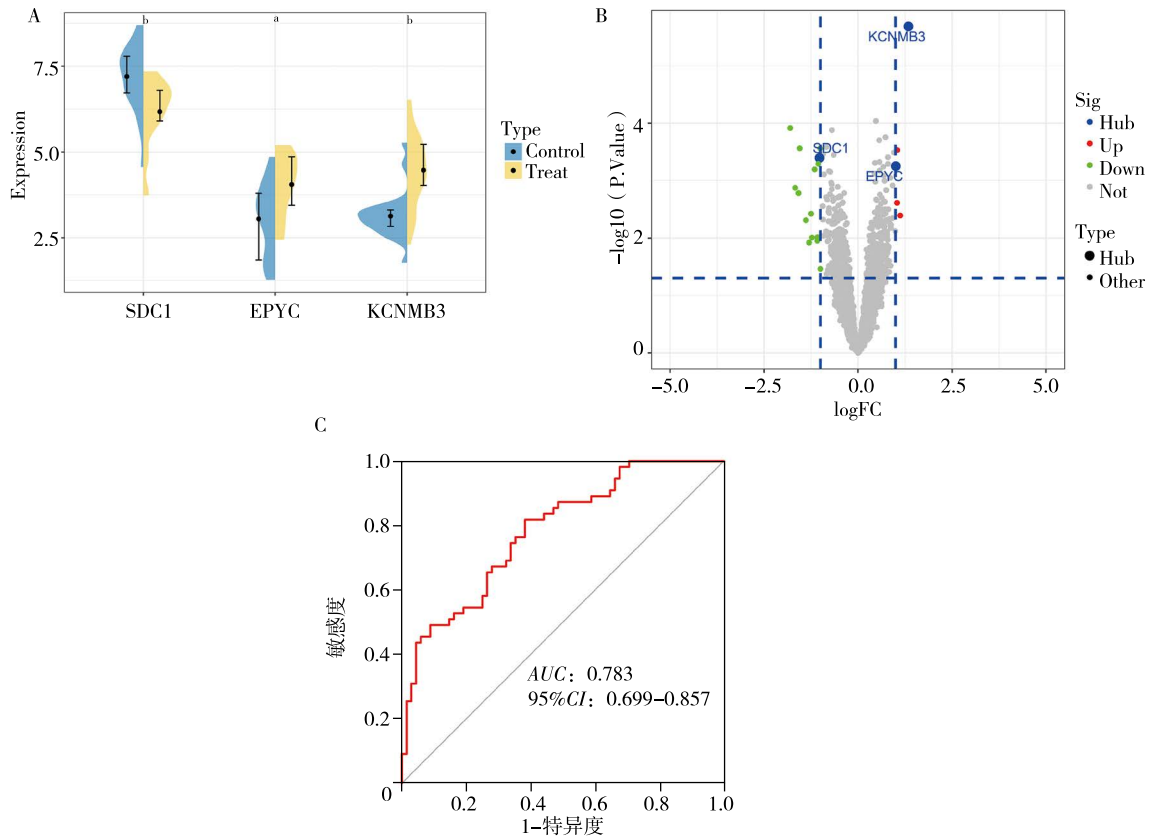 A
b
a
b
7.5
5.0
2.5
Expression
SDC1
EPYC
KCNMB3
Type
Control
Treat
B
KCNMB3
SDC1
EPYC
4
2
0
-log10（P.Value）
-5.0
-2.5
0.0
2.5
5.0
logFC
Sig
Hub
Up
Down
Not
Type
Hub
Other
C
1.0
0.8
0.6
0.4
0.2
0
敏感度
AUC：0.783
95%CI：0.699-0.857
0.2
0.4
0.6
0.8
1.0
1-特异度